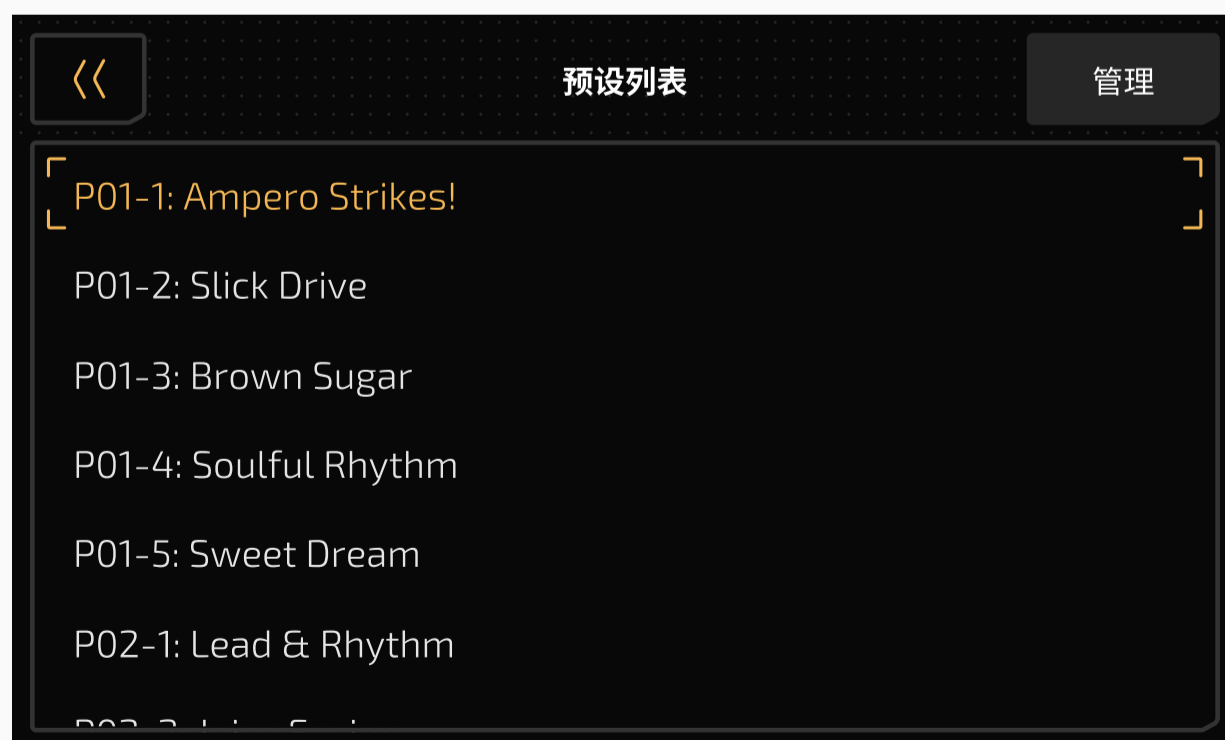 预设列表
管理
P01-1: Ampero Strikes!
P01-2: Slick Drive
P01-3: Brown Sugar
P01-4: Soulful Rhythm
P01-5: Sweet Dream
P02-1: Lead & Rhythm